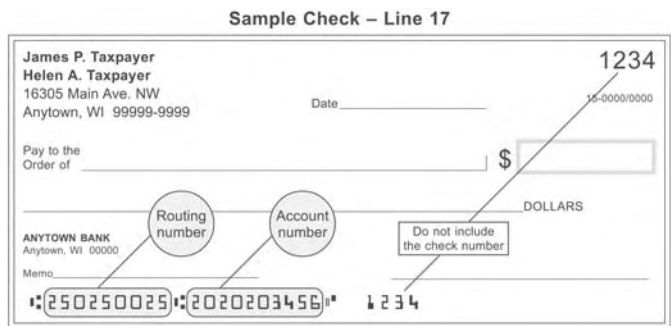 Sample Check – Line 17
James P. Taxpayer
Helen A. Taxpayer
16305 Main Ave. NW
Anytown, WI 99999-9999
1234
Date
15-0000/0000
Pay to the
Order of
$
DOLLARS
Routing
number
Account
number
Do not include
the check number
ANYTOWN BANK
Anytown, WI 00000
Memo
⑆250250025⑆2020203456⑈ 1234